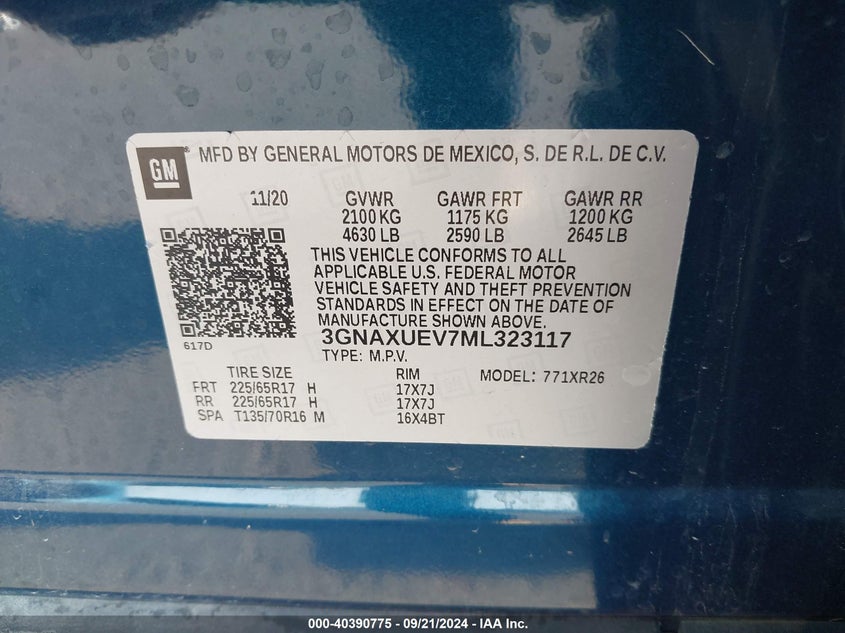 GM
MFD BY GENERAL MOTORS DE MEXICO, S. DE R.L. DE C.V.
11/20 GVWR GAWR FRT GAWR RR
2100 KG 1175 KG 1200 KG
4630 LB 2590 LB 2645 LB
THIS VEHICLE CONFORMS TO ALL
APPLICABLE U.S. FEDERAL MOTOR
VEHICLE SAFETY AND THEFT PREVENTION
STANDARDS IN EFFECT ON THE DATE OF
MANUFACTURE SHOWN ABOVE.
617D
3GNAXUEV7ML323117
TYPE: M.P.V.
TIRE SIZE RIM MODEL: 771XR26
FRT 225/65R17 H 17X7J
RR 225/65R17 H 17X7J
SPA T135/70R16 M 16X4BT
000-40390775 - 09/21/2024 - IAA Inc.